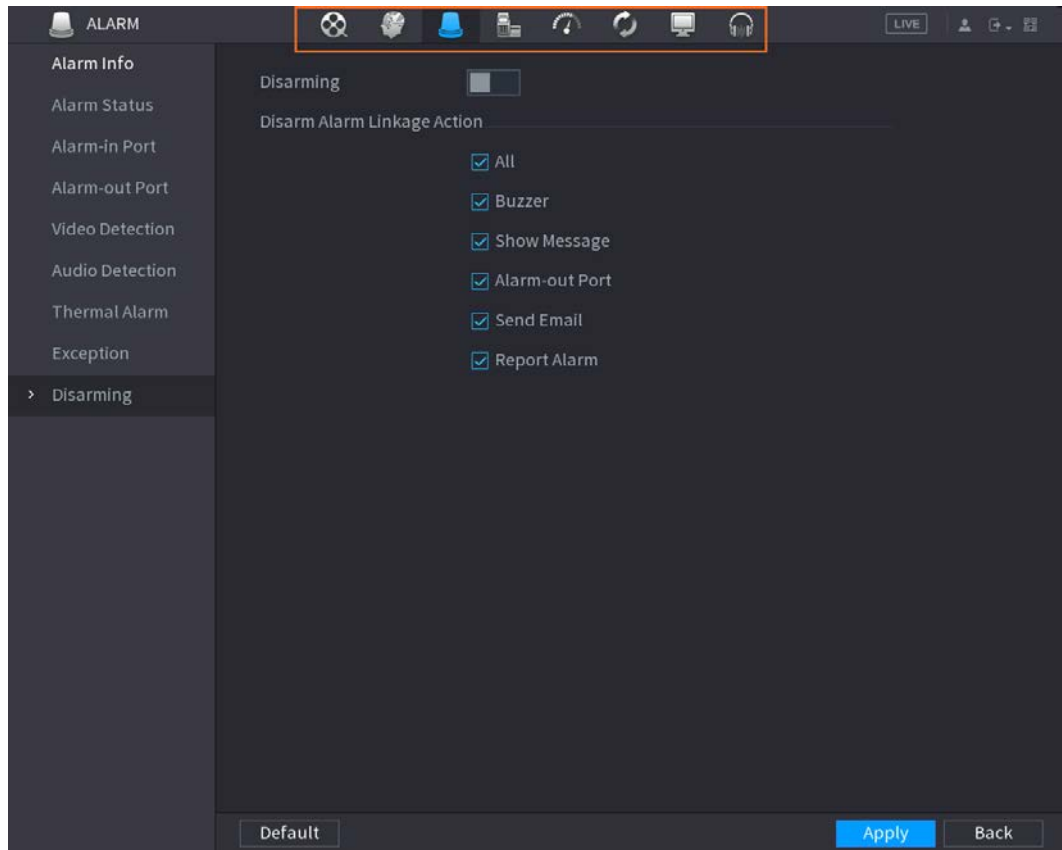 ALARM
LIVE
Alarm Info
Alarm Status
Alarm-in Port
Alarm-out Port
Video Detection
Audio Detection
Thermal Alarm
Exception
Disarming
Disarming
Disarm Alarm Linkage Action
All
Buzzer
Show Message
Alarm-out Port
Send Email
Report Alarm
Default
Apply
Back